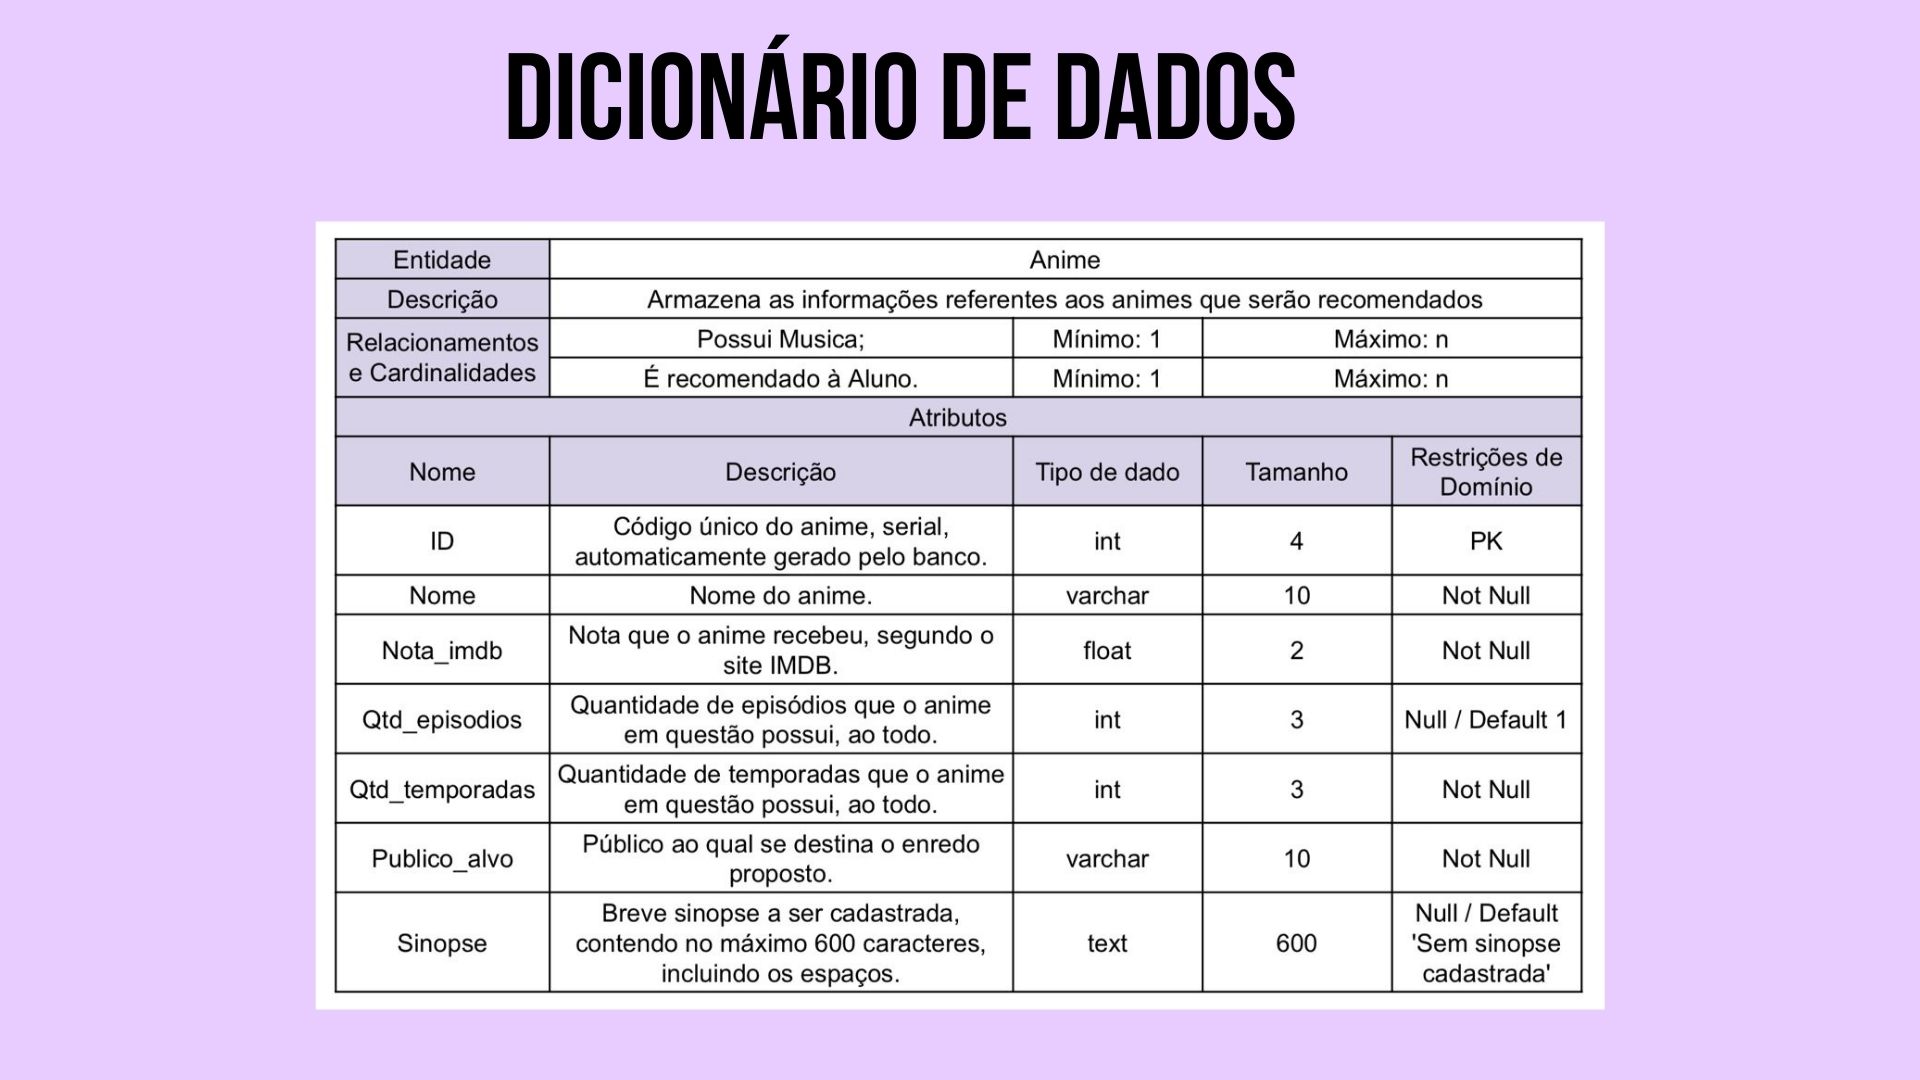 DICIONÁRIO DE DADOS
Entidade
Anime
Descrição
Armazena as informações referentes aos animes que serão recomendados
Relacionamentos
e Cardinalidades
Possui Musica;
Mínimo: 1
Máximo: n
É recomendado à Aluno.
Mínimo: 1
Máximo: n
Atributos
Nome
Descrição
Tipo de dado
Tamanho
Restrições de
Domínio
ID
Código único do anime, serial,
automaticamente gerado pelo banco.
int
4
PK
Nome
Nome do anime.
varchar
10
Not Null
Nota_imdb
Nota que o anime recebeu, segundo o
site IMDB.
float
2
Not Null
Qtd_episodios
Quantidade de episódios que o anime
em questão possui, ao todo.
int
3
Null / Default 1
Qtd_temporadas
Quantidade de temporadas que o anime
em questão possui, ao todo.
int
3
Not Null
Publico_alvo
Público ao qual se destina o enredo
proposto.
varchar
10
Not Null
Sinopse
Breve sinopse a ser cadastrada,
contendo no máximo 600 caracteres,
incluindo os espaços.
text
600
Null / Default
'Sem sinopse
cadastrada'